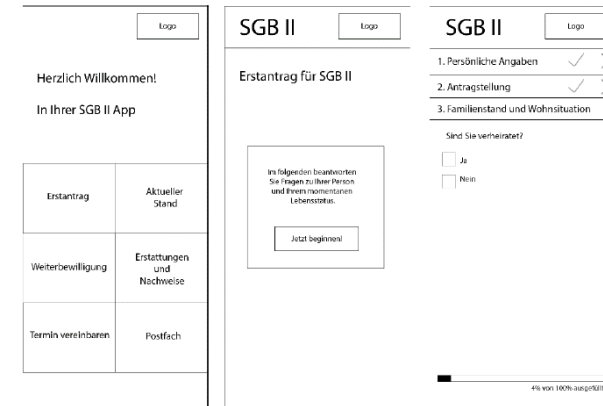 Logo
Herzlich Willkommen!
In Ihrer SGB II App
Erstantrag
Aktueller
Stand
Weiterbewilligung
Erstattungen
und
Nachweise
Termin vereinbaren
Postfach
SGB II
Logo
Erstantrag für SGB II
Im folgenden beantworten
Sie Fragen zu Ihrer Person
und Ihrem momentanen
Lebensstatus.
Jetzt beginnen!
SGB II
Logo
1. Persönliche Angaben
2. Antragstellung
3. Familienstand und Wohnsituation
Sind Sie verheiratet?
Ja
Nein
4% von 100% ausgefüllt